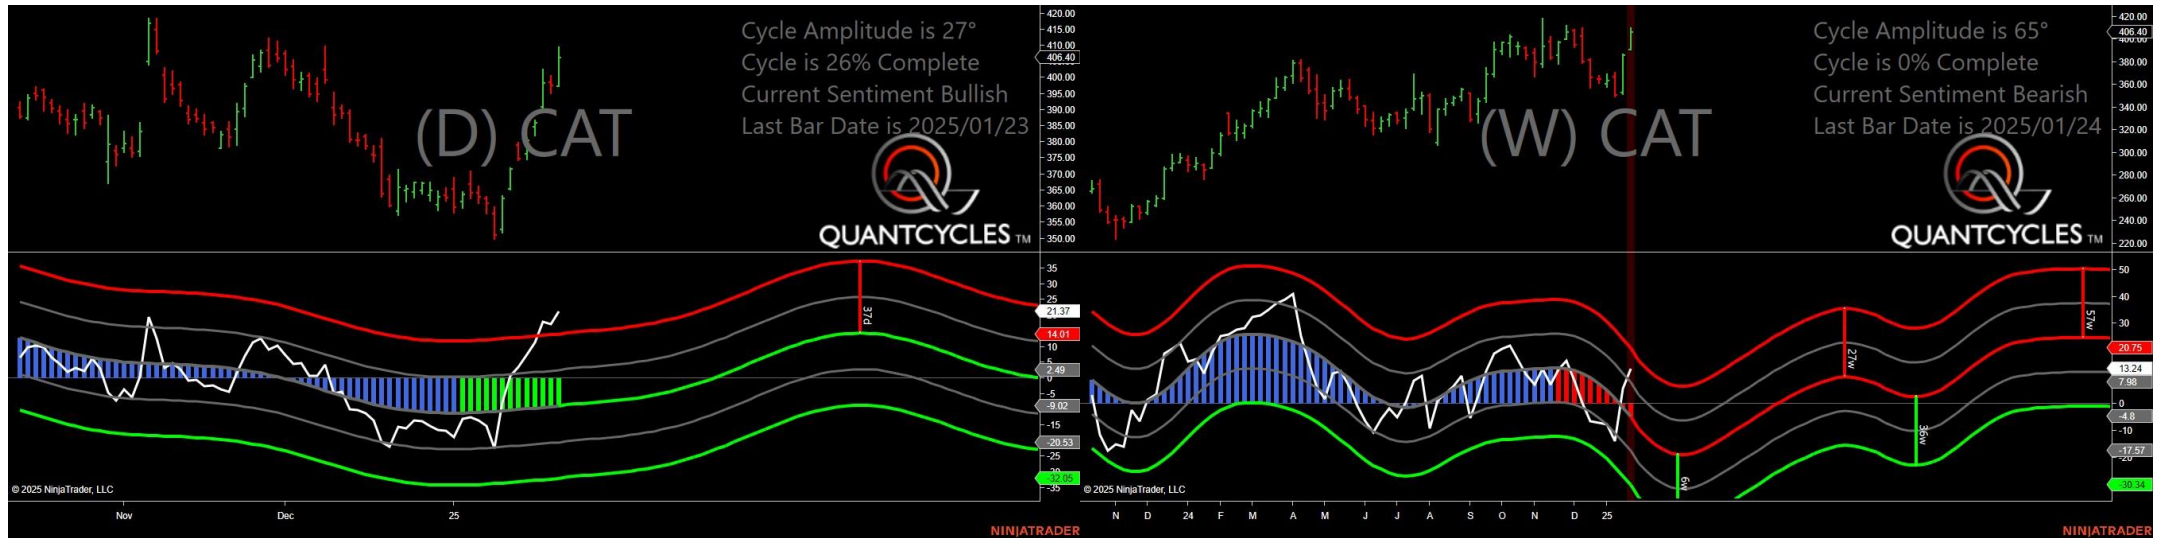 Cycle Amplitude is 27°
Cycle is 26% Complete
Current Sentiment Bullish
Last Bar Date is 2025/01/23
(D) CAT
QUANTCYCLES TM
420.00
415.00
410.00
406.40
400.00
395.00
390.00
385.00
380.00
375.00
370.00
365.00
360.00
355.00
350.00
35
30
25
21.37
14.01
10
5
2.49
0
-5
-9.02
-15
-20.53
-25
-32.05
-35
37d
© 2025 NinjaTrader, LLC
Nov
Dec
25
NINJATRADER
Cycle Amplitude is 65°
Cycle is 0% Complete
Current Sentiment Bearish
Last Bar Date is 2025/01/24
(W) CAT
QUANTCYCLES TM
420.00
406.40
380.00
360.00
340.00
320.00
300.00
280.00
260.00
240.00
220.00
50
40
30
20.75
13.24
7.98
0
-4.8
-10
-17.57
-30.34
27w
57w
36w
6w
© 2025 NinjaTrader, LLC
N D 24 F M A M J J A S O N D 25
NINJATRADER